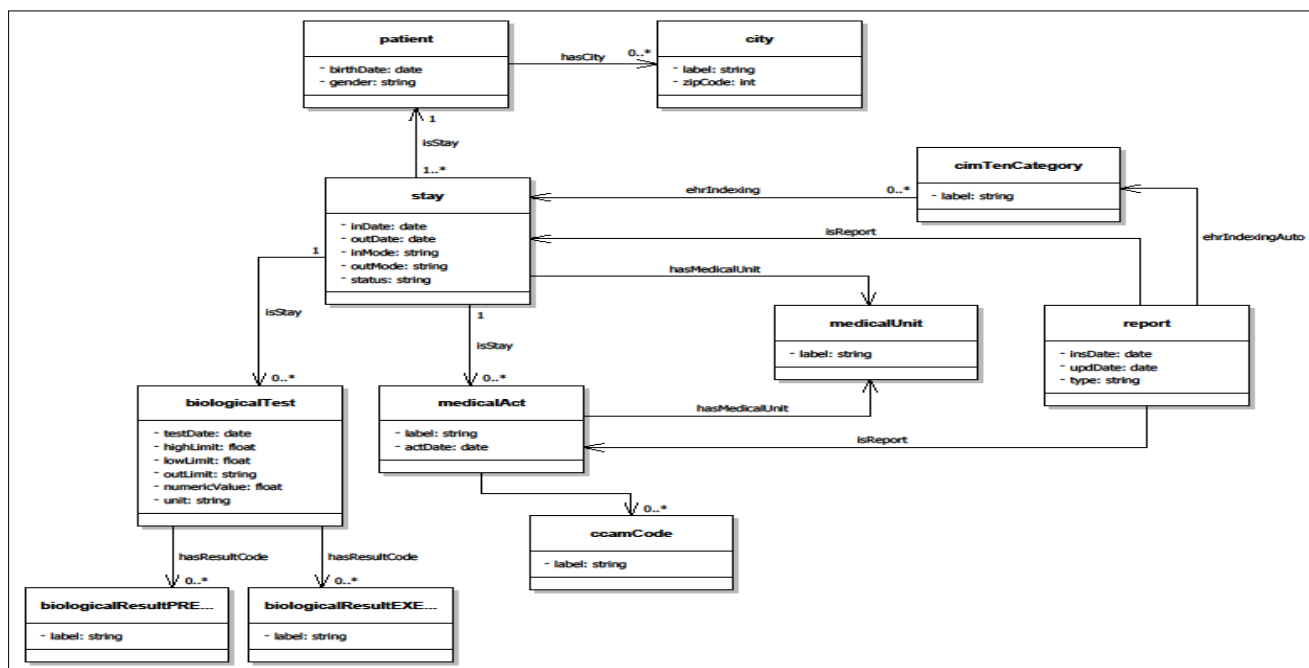 patient
- birthDate: date
- gender: string
hasCity
0..*
city
- label: string
- zipCode: int
1
isStay
1..*
stay
- inDate: date
- outDate: date
- inMode: string
- outMode: string
- status: string
ehrIndexing
0..*
cimTenCategory
- label: string
isReport
ehrIndexingAuto
hasMedicalUnit
medicalUnit
- label: string
report
- insDate: date
- updDate: date
- type: string
1
isStay
0..*
1
isStay
0..*
biologicalTest
- testDate: date
- highLimit: float
- lowLimit: float
- outLimit: string
- numericValue: float
- unit: string
medicalAct
- label: string
- actDate: date
hasMedicalUnit
isReport
0..*
ccamCode
- label: string
hasResultCode
0..*
hasResultCode
0..*
biologicalResultPRE...
- label: string
biologicalResultEXE...
- label: string